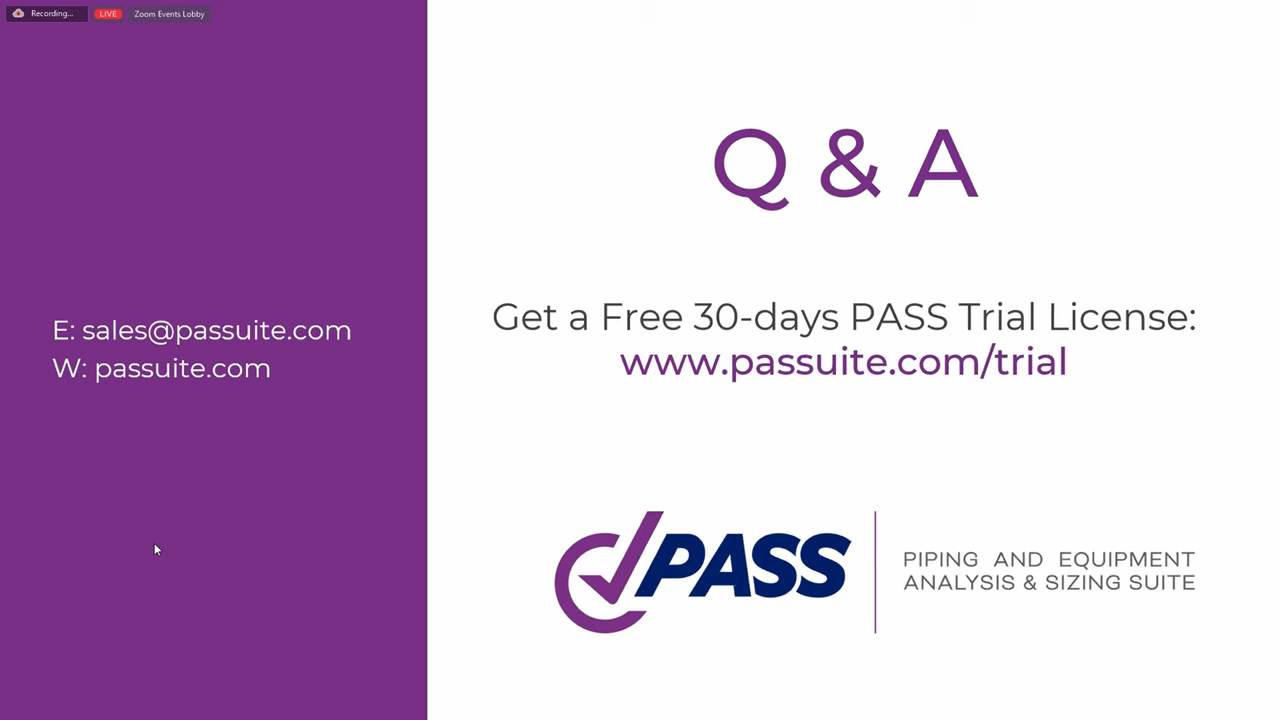 Recording...
LIVE
Zoom Events Lobby
E: sales@passuite.com
W: passuite.com
Q & A
Get a Free 30-days PASS Trial License:
www.passuite.com/trial
PASS
PIPING AND EQUIPMENT
ANALYSIS & SIZING SUITE